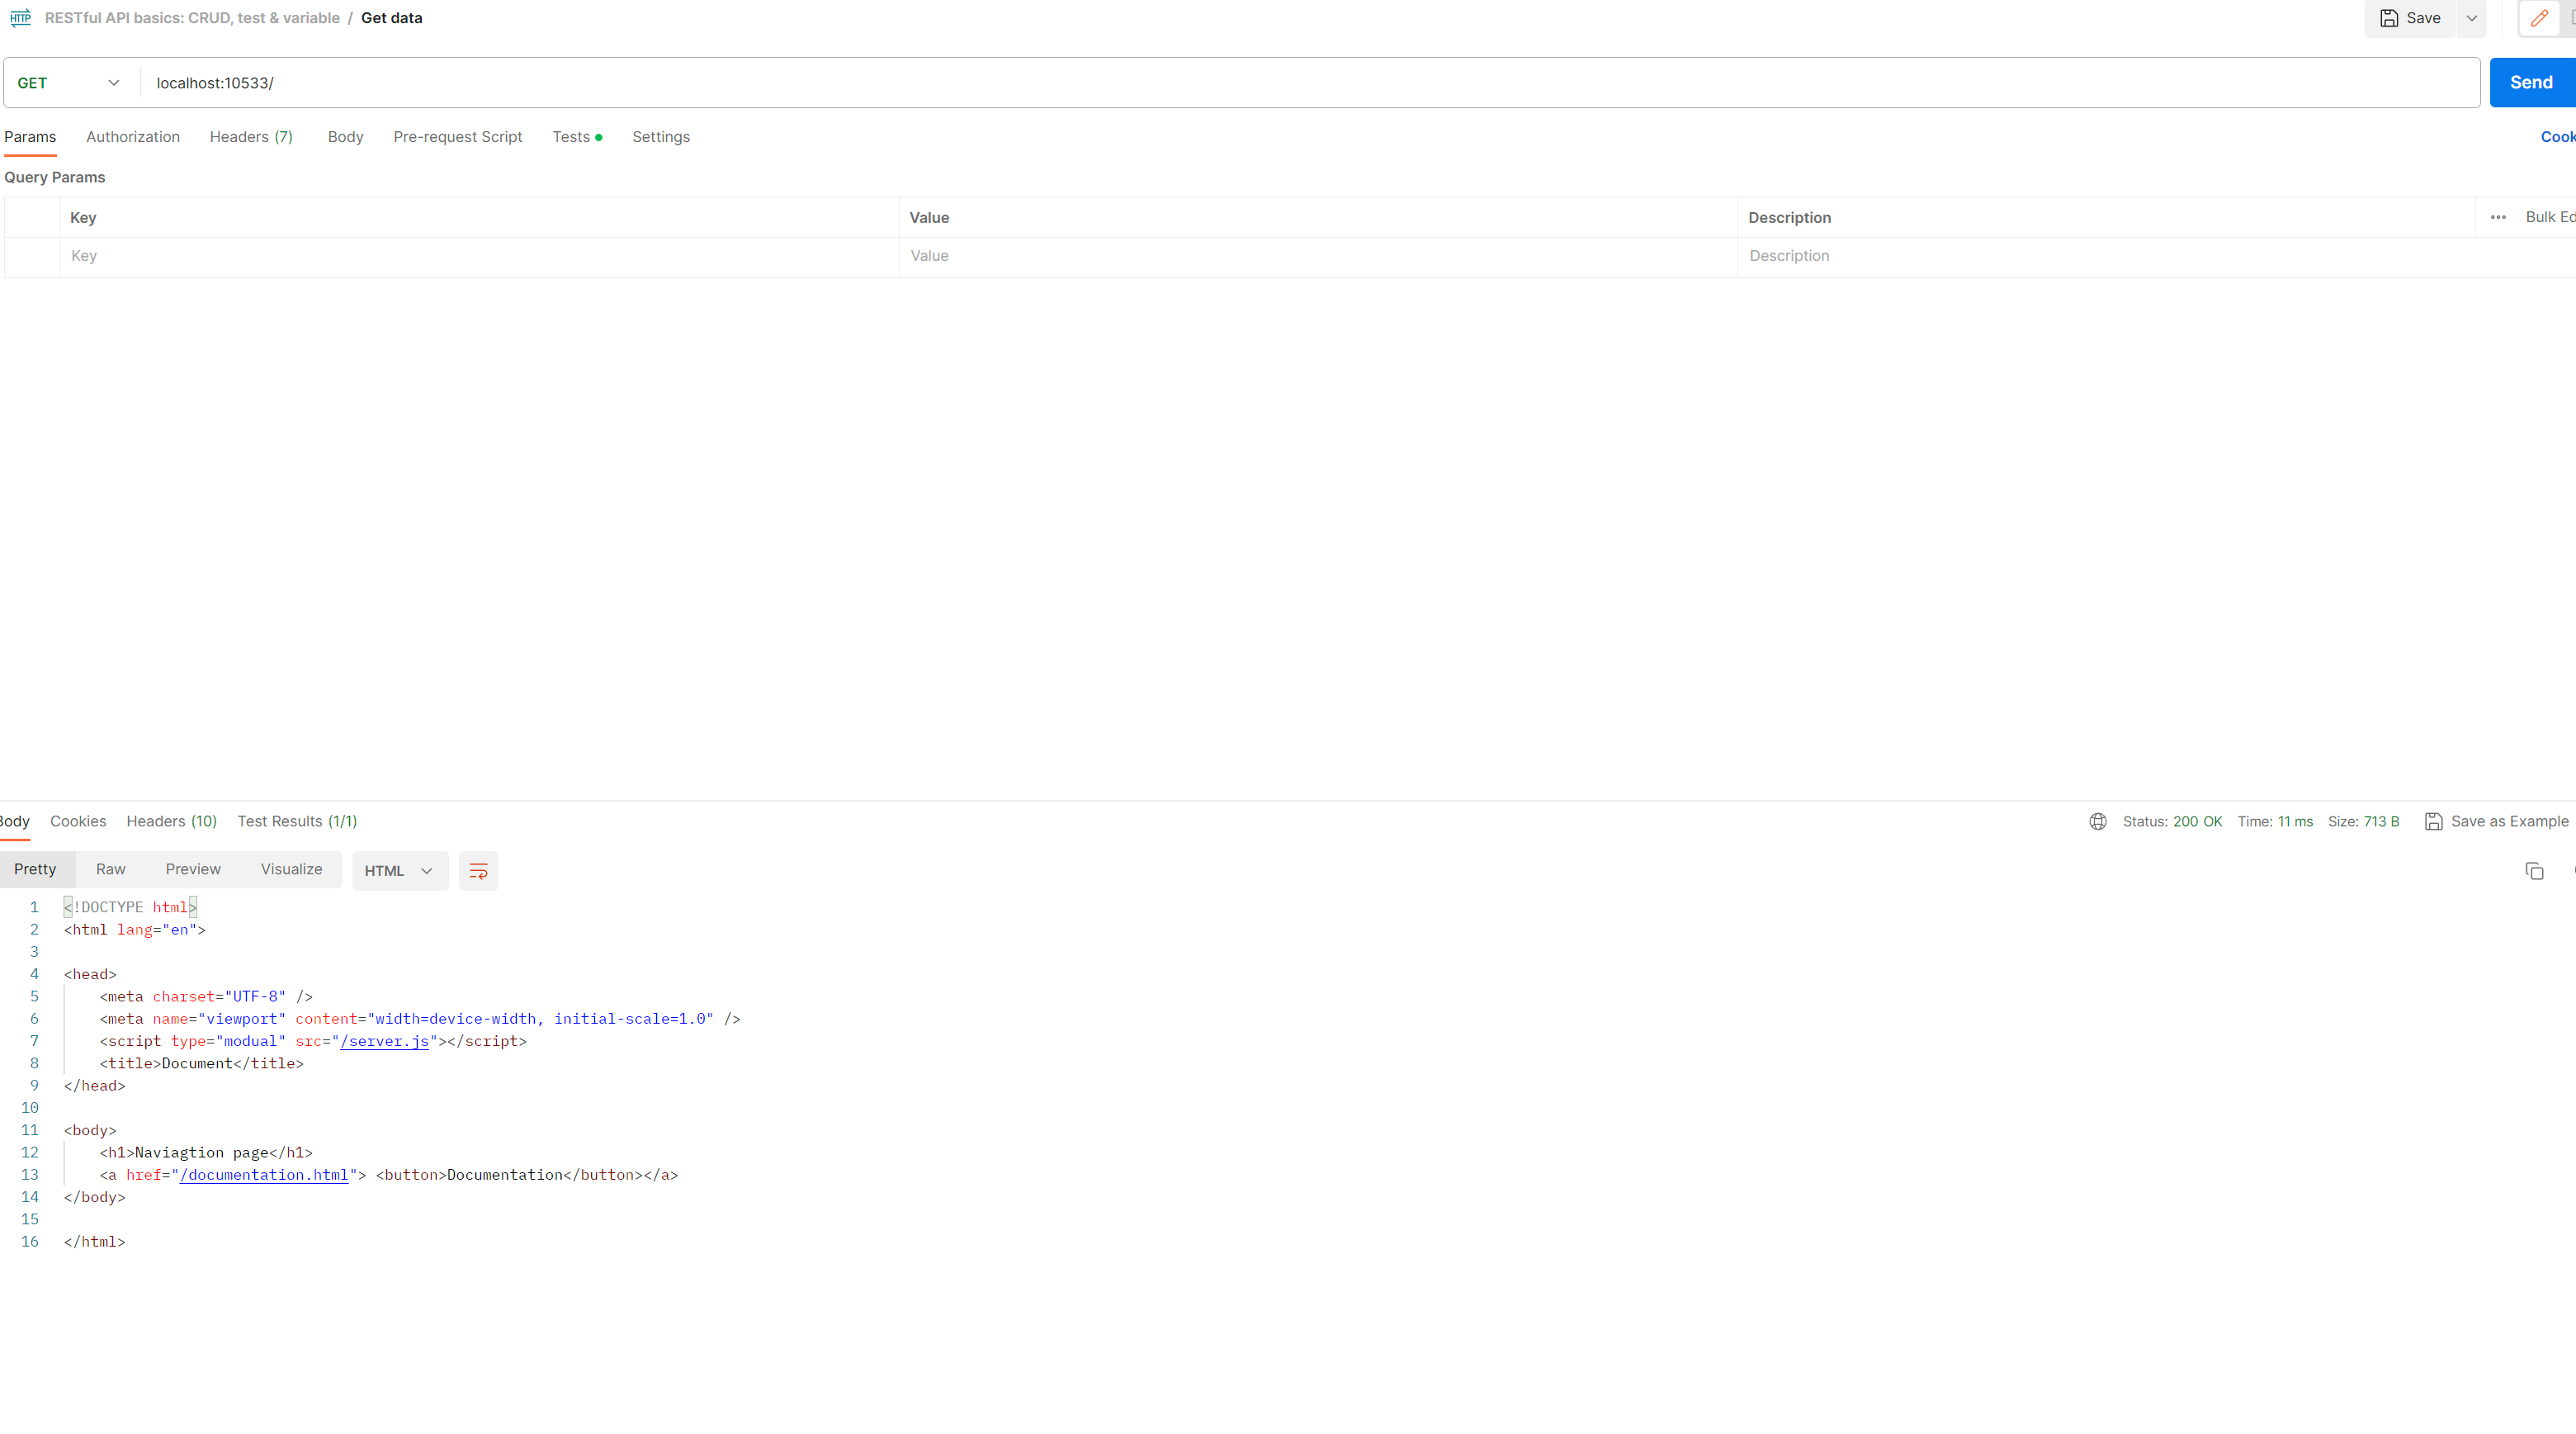 HTTP RESTful API basics: CRUD, test & variable / Get data Save
GET localhost:10533/ Send
Params Authorization Headers (7) Body Pre-request Script Tests Settings
Query Params
Key Value Description Bulk
Key Value Description
Body Cookies Headers (10) Test Results (1/1) Status: 200 OK Time: 11 ms Size: 713 B Save as Example
Pretty Raw Preview Visualize HTML
1 <!DOCTYPE html>
2 <html lang="en">
3
4 <head>
5 <meta charset="UTF-8" />
6 <meta name="viewport" content="width=device-width, initial-scale=1.0" />
7 <script type="modual" src="/server.js"></script>
8 <title>Document</title>
9 </head>
10
11 <body>
12 <h1>Naviagtion page</h1>
13 <a href="/documentation.html"> <button>Documentation</button></a>
14 </body>
15
16 </html>